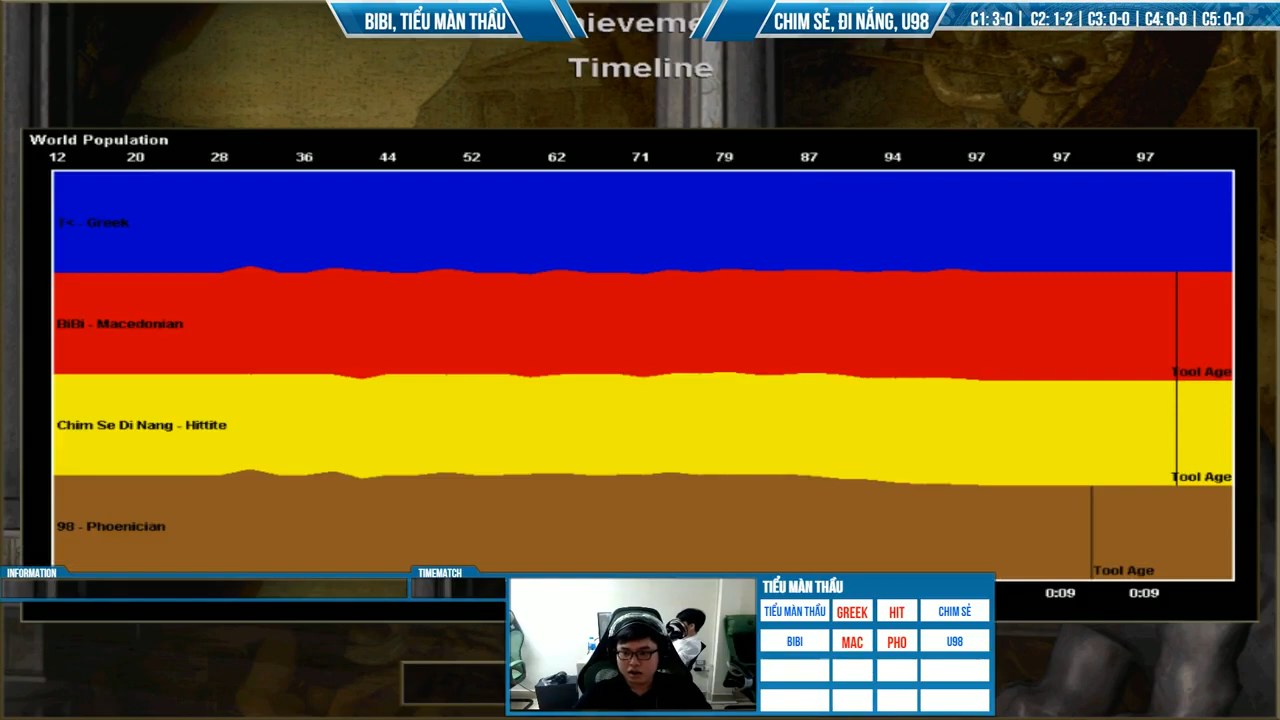 BIBI, TIỂU MÀN THẦU
CHIM SẺ, ĐI NẮNG, U98
C1: 3-0 | C2: 1-2 | C3: 0-0 | C4: 0-0 | C5: 0-0
Timeline
World Population
12 20 28 36 44 52 62 71 79 87 94 97 97 97
T< - Greek
BiBi - Macedonian
Tool Age
Chim Se Di Nang - Hittite
Tool Age
98 - Phoenician
Tool Age
0:09 0:09
INFORMATION
TIMEMATCH
TIỂU MÀN THẦU
TIỂU MÀN THẦU GREEK HIT CHIM SẺ
BIBI MAC PHO U98